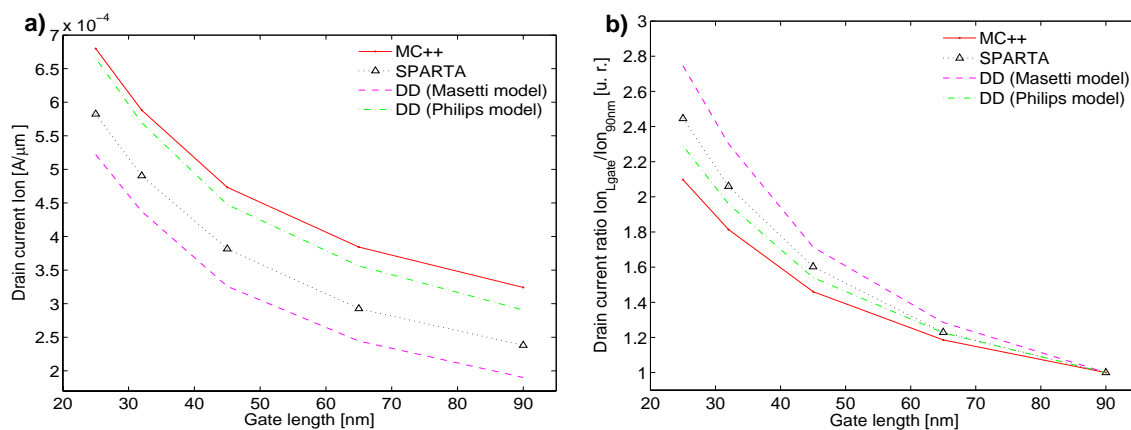 a)
7 x 10⁻⁴
6.5
6
5.5
5
4.5
4
3.5
3
2.5
2
20 30 40 50 60 70 80 90
Drain current Ion [A/μm]
Gate length [nm]
MC++
SPARTA
DD (Masetti model)
DD (Philips model)
b)
3
2.8
2.6
2.4
2.2
2
1.8
1.6
1.4
1.2
1
20 30 40 50 60 70 80 90
Drain current ratio Ion_Lgate/Ion_90nm [u. r.]
Gate length [nm]
MC++
SPARTA
DD (Masetti model)
DD (Philips model)